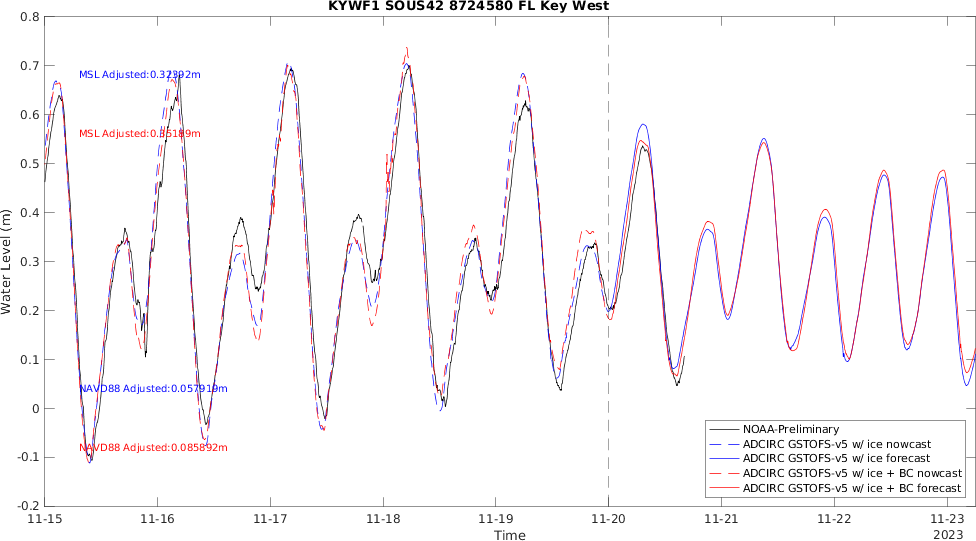 KYWF1 SOUS42 8724580 FL Key West
0.8
0.7
0.6
0.5
0.4
0.3
0.2
0.1
0
-0.1
-0.2
Water Level (m)
MSL Adjusted:0.32392m
MSL Adjusted:0.35189m
NAVD88 Adjusted:0.057919m
NAVD88 Adjusted:0.085892m
NOAA-Preliminary
ADCIRC GSTOFS-v5 w/ ice nowcast
ADCIRC GSTOFS-v5 w/ ice forecast
ADCIRC GSTOFS-v5 w/ ice + BC nowcast
ADCIRC GSTOFS-v5 w/ ice + BC forecast
11-15 11-16 11-17 11-18 11-19 11-20 11-21 11-22 11-23
Time 2023